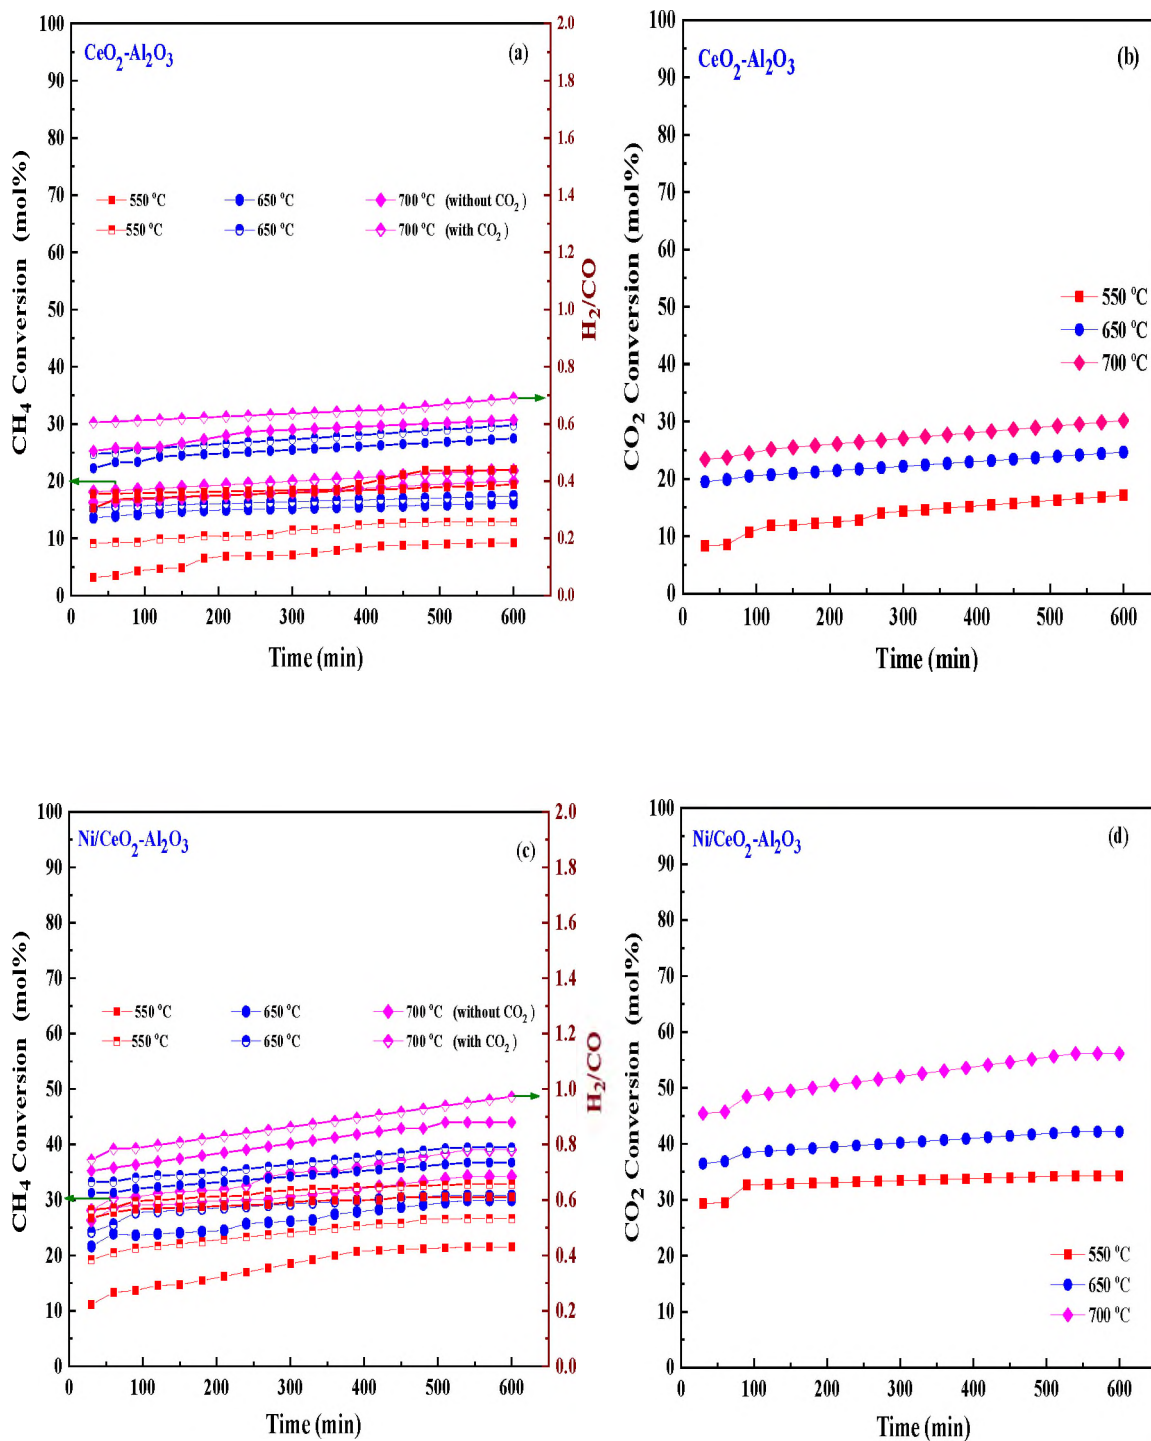 CeO2-Al2O3
(a)
CH4 Conversion (mol%)
100
90
80
70
60
50
40
30
20
10
0
2.0
1.8
1.6
1.4
1.2
1.0
0.8
0.6
0.4
0.2
0.0
H2/CO
550 °C 650 °C 700 °C (without CO2)
550 °C 650 °C 700 °C (with CO2)
0 100 200 300 400 500 600
Time (min)
CeO2-Al2O3
(b)
CO2 Conversion (mol%)
100
90
80
70
60
50
40
30
20
10
0
550 °C
650 °C
700 °C
0 100 200 300 400 500 600
Time (min)
Ni/CeO2-Al2O3
(c)
CH4 Conversion (mol%)
100
90
80
70
60
50
40
30
20
10
0
2.0
1.8
1.6
1.4
1.2
1.0
0.8
0.6
0.4
0.2
0.0
H2/CO
550 °C 650 °C 700 °C (without CO2)
550 °C 650 °C 700 °C (with CO2)
0 100 200 300 400 500 600
Time (min)
Ni/CeO2-Al2O3
(d)
CO2 Conversion (mol%)
100
90
80
70
60
50
40
30
20
10
0
550 °C
650 °C
700 °C
0 100 200 300 400 500 600
Time (min)